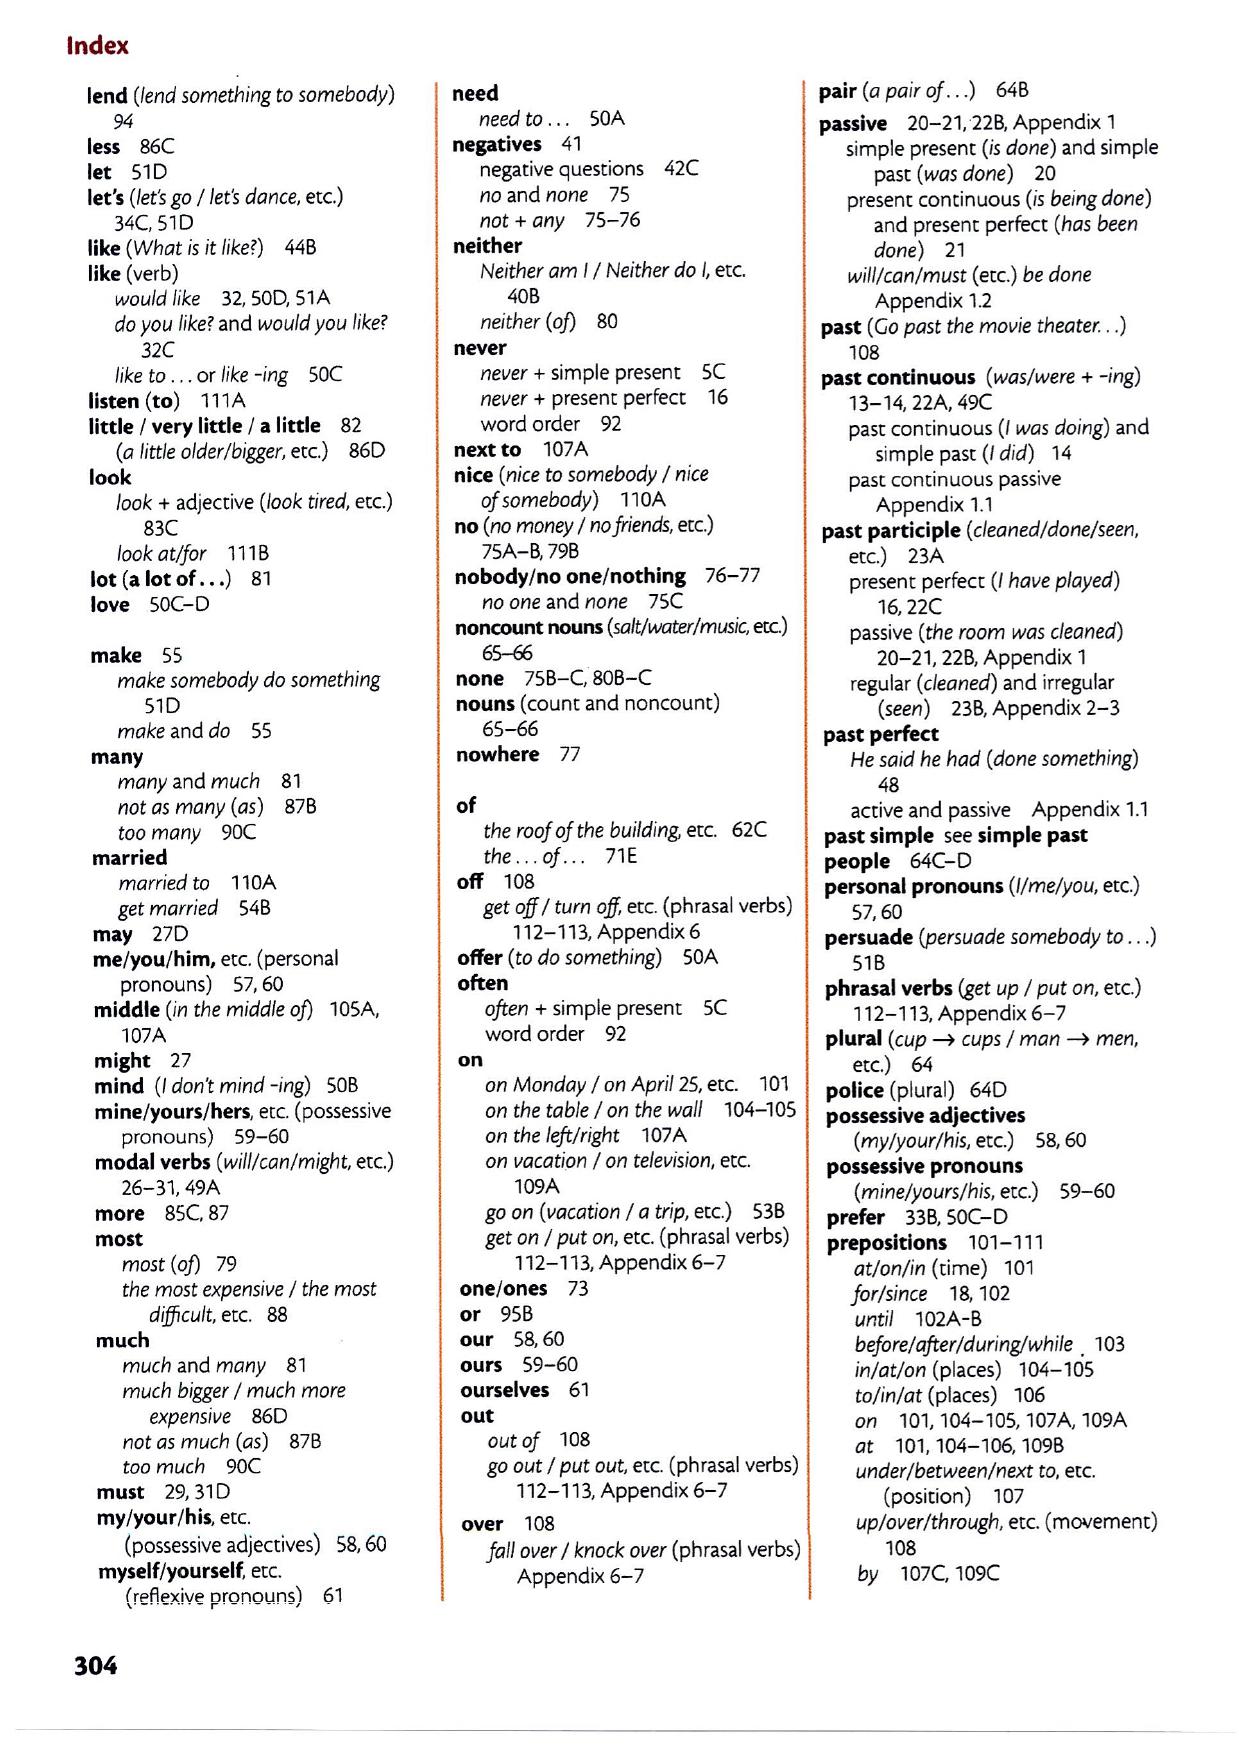 Index
lend (lend something to somebody)
94
less 86C
let 51D
let's (let's go / let's dance, etc.)
34C, 51D
like (What is it like?) 44B
like (verb)
would like 32, 50D, 51A
do you like? and would you like?
32C
like to ... or like -ing 50C
listen (to) 111A
little / very little / a little 82
(a little older/bigger, etc.) 86D
look
look + adjective (look tired, etc.)
83C
look at/for 111B
lot (a lot of...) 81
love 50C–D
make 55
make somebody do something
51D
make and do 55
many
many and much 81
not as many (as) 87B
too many 90C
married
married to 110A
get married 54B
may 27D
me/you/him, etc. (personal
pronouns) 57, 60
middle (in the middle of) 105A,
107A
might 27
mind (I don't mind -ing) 50B
mine/yours/hers, etc. (possessive
pronouns) 59–60
modal verbs (will/can/might, etc.)
26–31, 49A
more 85C, 87
most
most (of) 79
the most expensive / the most
difficult, etc. 88
much
much and many 81
much bigger / much more
expensive 86D
not as much (as) 87B
too much 90C
must 29, 31D
my/your/his, etc.
(possessive adjectives) 58, 60
myself/yourself, etc.
(reflexive pronouns) 61
need
need to ... 50A
negatives 41
negative questions 42C
no and none 75
not + any 75–76
neither
Neither am I / Neither do I, etc.
40B
neither (of) 80
never
never + simple present 5C
never + present perfect 16
word order 92
next to 107A
nice (nice to somebody / nice
of somebody) 110A
no (no money / no friends, etc.)
75A–B, 79B
nobody/no one/nothing 76–77
no one and none 75C
noncount nouns (salt/water/music, etc.)
65–66
none 75B–C, 80B–C
nouns (count and noncount)
65–66
nowhere 77
of
the roof of the building, etc. 62C
the ... of ... 71E
off 108
get off / turn off, etc. (phrasal verbs)
112–113, Appendix 6
offer (to do something) 50A
often
often + simple present 5C
word order 92
on
on Monday / on April 25, etc. 101
on the table / on the wall 104–105
on the left/right 107A
on vacation / on television, etc.
109A
go on (vacation / a trip, etc.) 53B
get on / put on, etc. (phrasal verbs)
112–113, Appendix 6–7
one/ones 73
or 95B
our 58, 60
ours 59–60
ourselves 61
out
out of 108
go out / put out, etc. (phrasal verbs)
112–113, Appendix 6–7
over 108
fall over / knock over (phrasal verbs)
Appendix 6–7
pair (a pair of...) 64B
passive 20–21, 22B, Appendix 1
simple present (is done) and simple
past (was done) 20
present continuous (is being done)
and present perfect (has been
done) 21
will/can/must (etc.) be done
Appendix 1.2
past (Go past the movie theater...)
108
past continuous (was/were + -ing)
13–14, 22A, 49C
past continuous (I was doing) and
simple past (I did) 14
past continuous passive
Appendix 1.1
past participle (cleaned/done/seen,
etc.) 23A
present perfect (I have played)
16, 22C
passive (the room was cleaned)
20–21, 22B, Appendix 1
regular (cleaned) and irregular
(seen) 23B, Appendix 2–3
past perfect
He said he had (done something)
48
active and passive Appendix 1.1
past simple see simple past
people 64C–D
personal pronouns (I/me/you, etc.)
57, 60
persuade (persuade somebody to ...)
51B
phrasal verbs (get up / put on, etc.)
112–113, Appendix 6–7
plural (cup → cups / man → men,
etc.) 64
police (plural) 64D
possessive adjectives
(my/your/his, etc.) 58, 60
possessive pronouns
(mine/yours/his, etc.) 59–60
prefer 33B, 50C–D
prepositions 101–111
at/on/in (time) 101
for/since 18, 102
until 102A-B
before/after/during/while 103
in/at/on (places) 104–105
to/in/at (places) 106
on 101, 104–105, 107A, 109A
at 101, 104–106, 109B
under/between/next to, etc.
(position) 107
up/over/through, etc. (movement)
108
by 107C, 109C
304